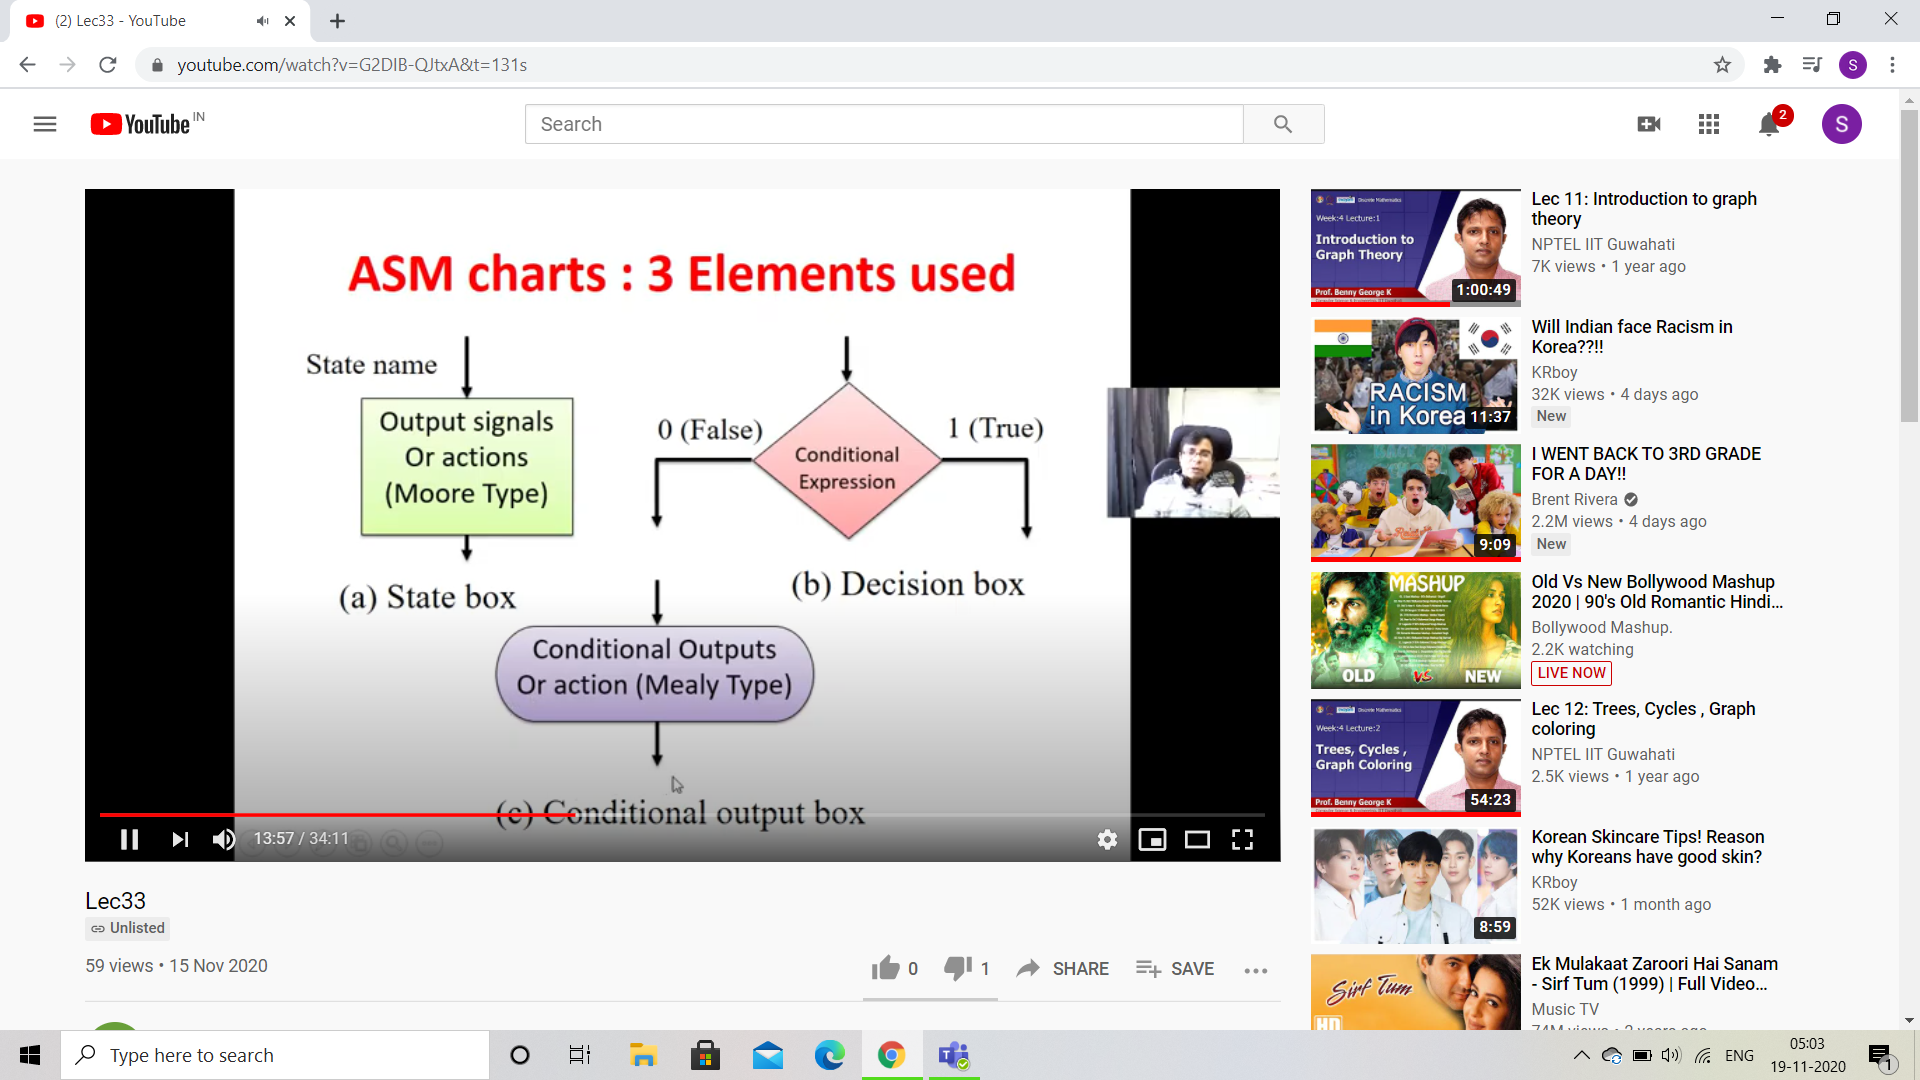 (2) Lec33 - YouTube
youtube.com/watch?v=G2DIB-QJtxA&t=131s
S
YouTube IN
Search
2
S
ASM charts : 3 Elements used
State name
Output signals
Or actions
(Moore Type)
(a) State box
0 (False)
1 (True)
Conditional
Expression
(b) Decision box
Conditional Outputs
Or action (Mealy Type)
(c) Conditional output box
13:57 / 34:11
Lec33
Unlisted
59 views • 15 Nov 2020
0
1
SHARE
SAVE
Discrete Mathematics
Week:4 Lecture:1
Introduction to
Graph Theory
Prof. Benny George K
1:00:49
Lec 11: Introduction to graph
theory
NPTEL IIT Guwahati
7K views • 1 year ago
RACISM
in Korea
11:37
Will Indian face Racism in
Korea??!!
KRboy
32K views • 4 days ago
New
9:09
I WENT BACK TO 3RD GRADE
FOR A DAY!!
Brent Rivera
2.2M views • 4 days ago
New
MASHUP
OLD VS NEW
Old Vs New Bollywood Mashup
2020 | 90's Old Romantic Hindi...
Bollywood Mashup.
2.2K watching
LIVE NOW
Discrete Mathematics
Week:4 Lecture:2
Trees, Cycles ,
Graph Coloring
Prof. Benny George K
54:23
Lec 12: Trees, Cycles , Graph
coloring
NPTEL IIT Guwahati
2.5K views • 1 year ago
8:59
Korean Skincare Tips! Reason
why Koreans have good skin?
KRboy
52K views • 1 month ago
Sirf Tum
HD
Ek Mulakaat Zaroori Hai Sanam
- Sirf Tum (1999) | Full Video...
Music TV
Type here to search
ENG
05:03
19-11-2020
1